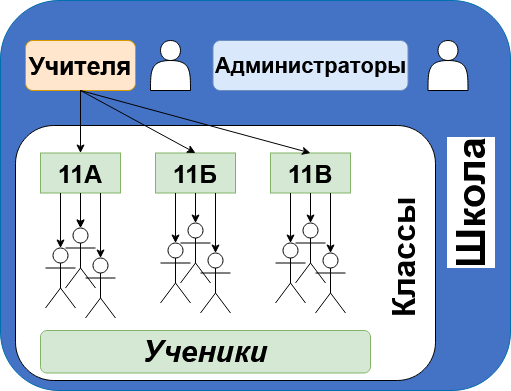 Учителя
Администраторы
11А
11Б
11В
Классы
Школа
Ученики